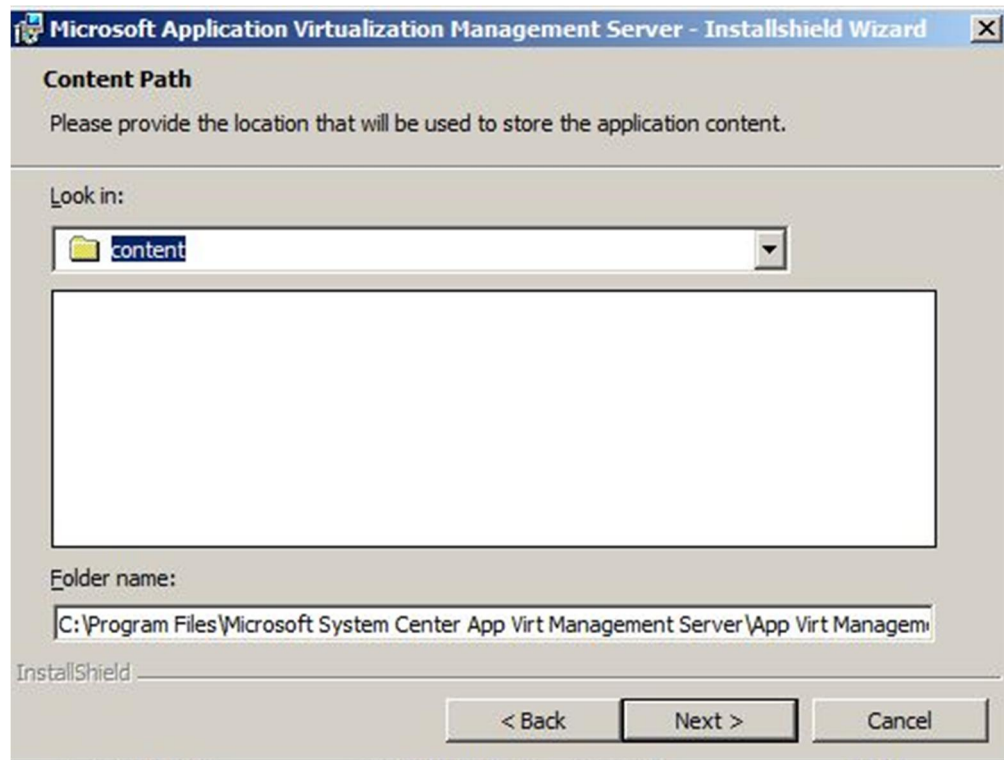 Microsoft Application Virtualization Management Server - Installshield Wizard
Content Path
Please provide the location that will be used to store the application content.
Look in:
content
Folder name:
C:\Program Files\Microsoft System Center App Virt Management Server\App Virt Managem
InstallShield
< Back Next > Cancel